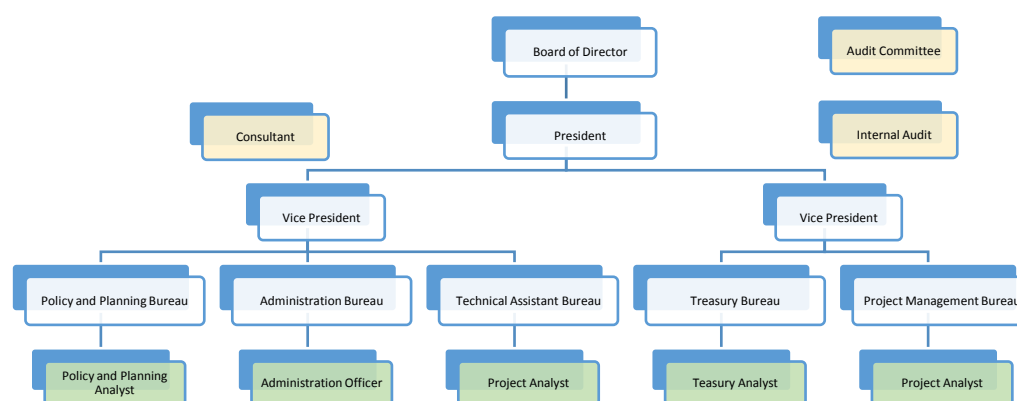 Board of Director
Audit Committee
Consultant
President
Internal Audit
Vice President
Vice President
Policy and Planning Bureau
Administration Bureau
Technical Assistant Bureau
Treasury Bureau
Project Management Bureau
Policy and Planning
Analyst
Administration Officer
Project Analyst
Teasury Analyst
Project Analyst